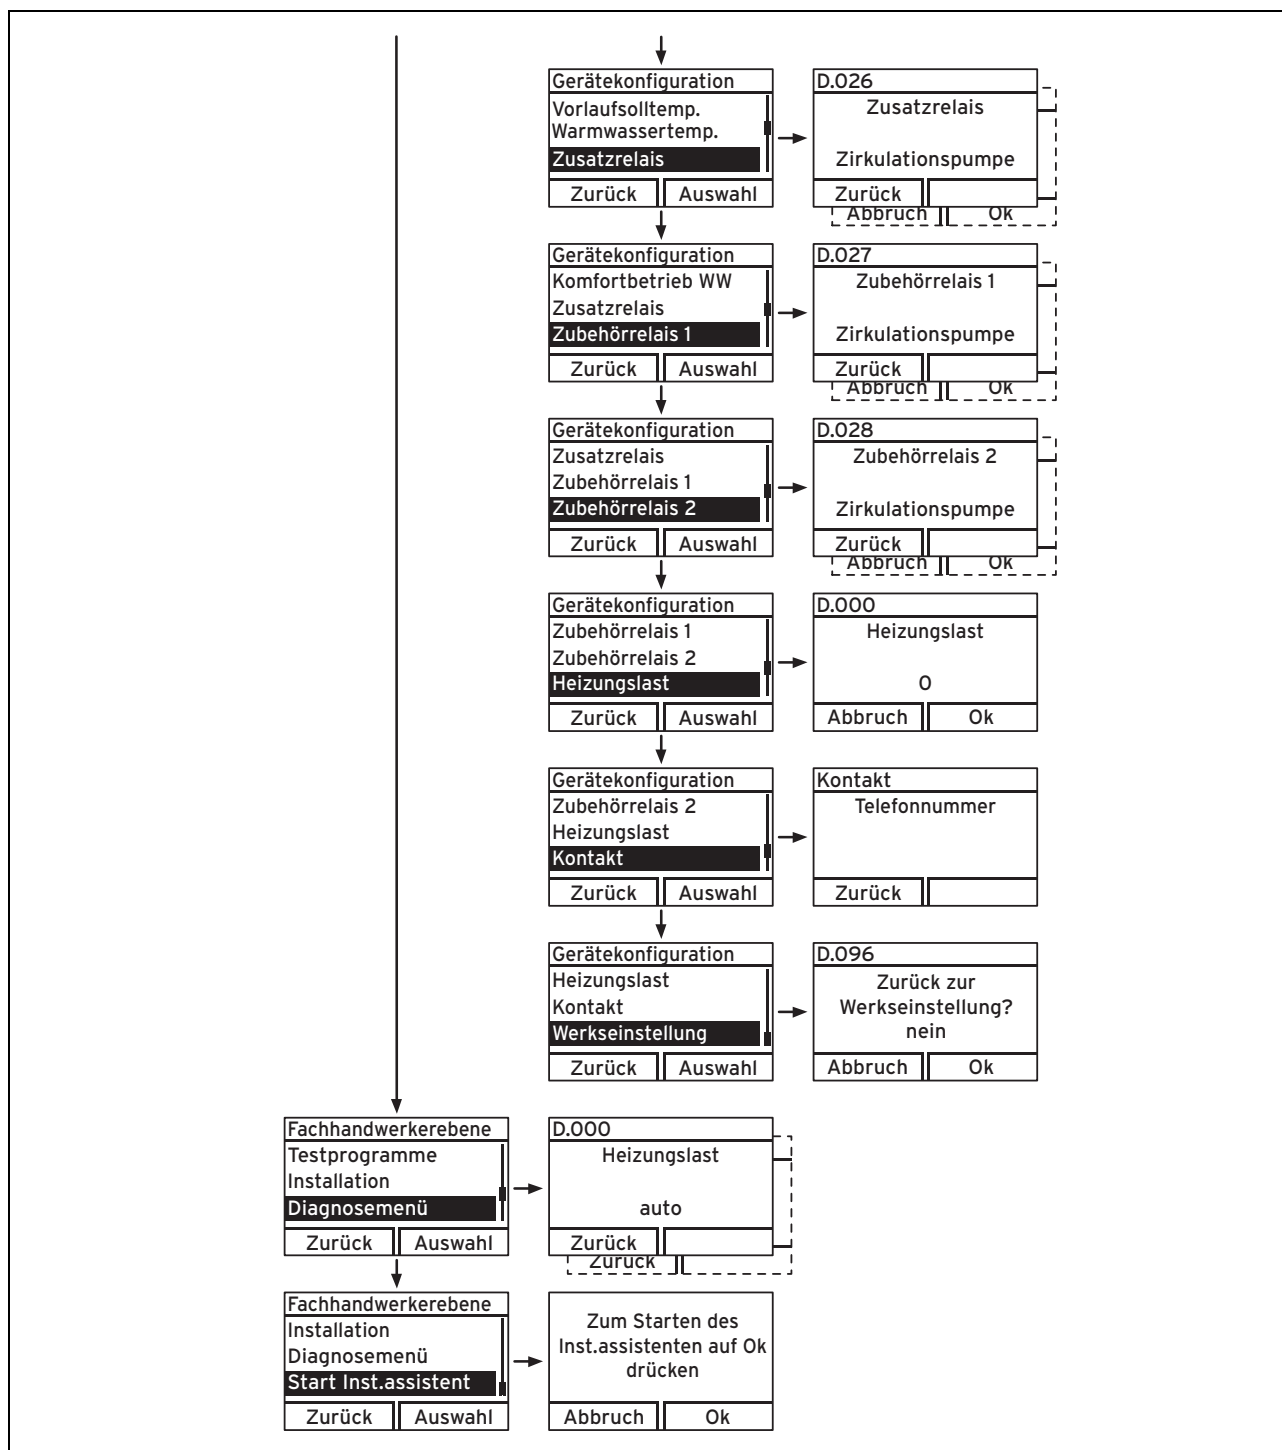 Gerätekonfiguration
Vorlaufsolltemp.
Warmwassertemp.
Zusatzrelais
Zurück Auswahl
D.026
Zusatzrelais
Zirkulationspumpe
Zurück
Abbruch Ok
Gerätekonfiguration
Komfortbetrieb WW
Zusatzrelais
Zubehörrelais 1
Zurück Auswahl
D.027
Zubehörrelais 1
Zirkulationspumpe
Zurück
Abbruch Ok
Gerätekonfiguration
Zusatzrelais
Zubehörrelais 1
Zubehörrelais 2
Zurück Auswahl
D.028
Zubehörrelais 2
Zirkulationspumpe
Zurück
Abbruch Ok
Gerätekonfiguration
Zubehörrelais 1
Zubehörrelais 2
Heizungslast
Zurück Auswahl
D.000
Heizungslast
0
Abbruch Ok
Gerätekonfiguration
Zubehörrelais 2
Heizungslast
Kontakt
Zurück Auswahl
Kontakt
Telefonnummer
Zurück
Gerätekonfiguration
Heizungslast
Kontakt
Werkseinstellung
Zurück Auswahl
D.096
Zurück zur
Werkseinstellung?
nein
Abbruch Ok
Fachhandwerkerebene
Testprogramme
Installation
Diagnosemenü
Zurück Auswahl
D.000
Heizungslast
auto
Zurück
Zurück
Fachhandwerkerebene
Installation
Diagnosemenü
Start Inst.assistent
Zurück Auswahl
Zum Starten des
Inst.assistenten auf Ok
drücken
Abbruch Ok